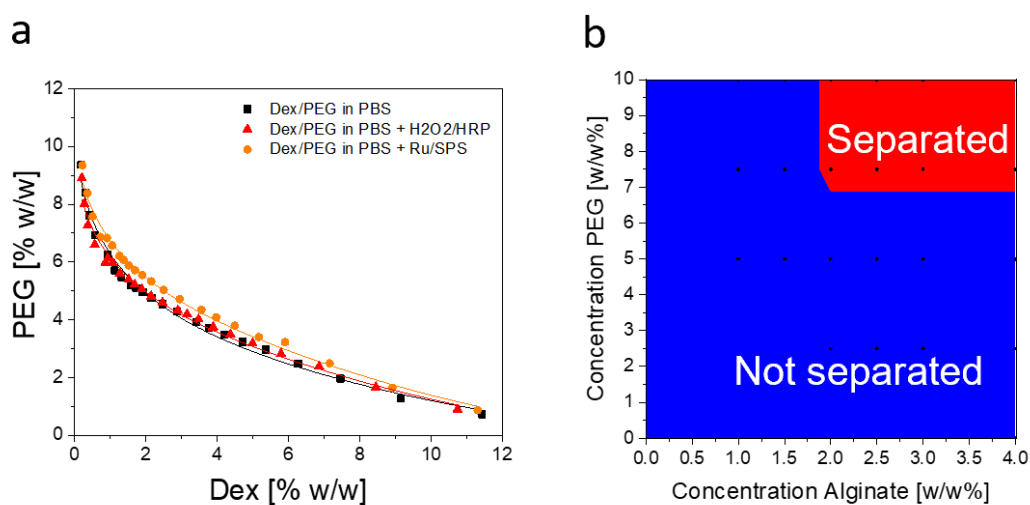 a
12
10
8
6
4
2
0
PEG [% w/w]
Dex/PEG in PBS
Dex/PEG in PBS + H2O2/HRP
Dex/PEG in PBS + Ru/SPS
0 2 4 6 8 10 12
Dex [% w/w]
b
10
9
8
7
6
5
4
3
2
1
0
Concentration PEG [w/w%]
Separated
Not separated
0.0 0.5 1.0 1.5 2.0 2.5 3.0 3.5 4.0
Concentration Alginate [w/w%]